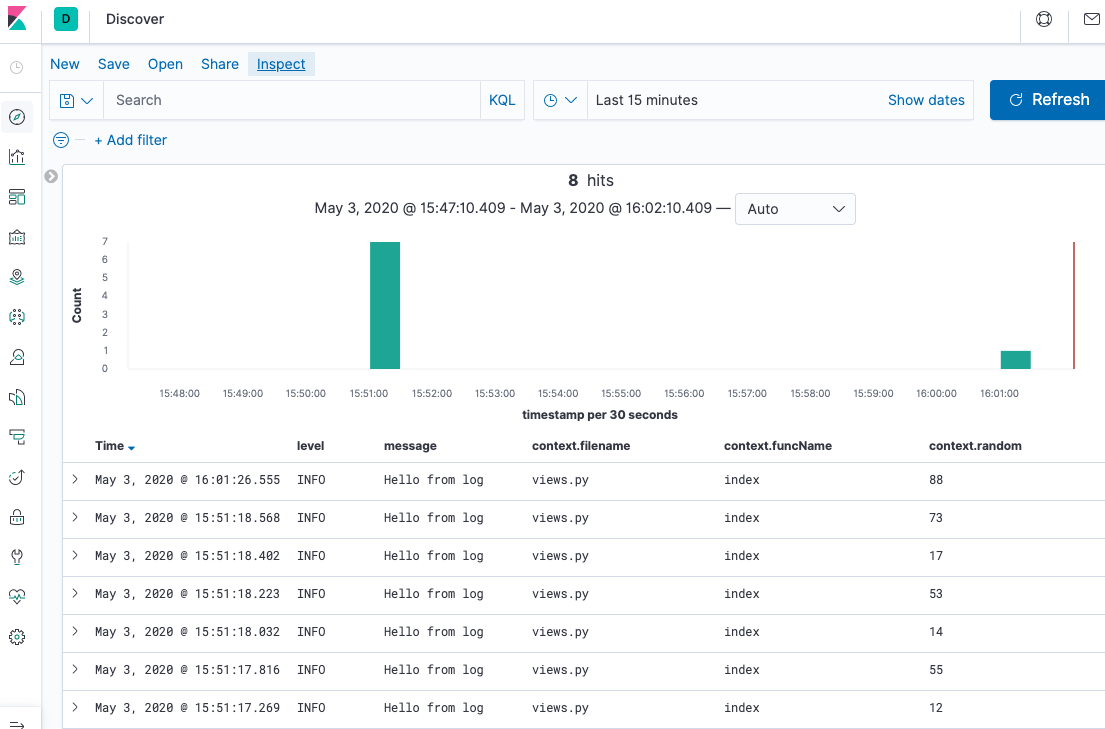 D Discover
New Save Open Share Inspect
Search KQL Last 15 minutes Show dates Refresh
+ Add filter
8 hits
May 3, 2020 @ 15:47:10.409 - May 3, 2020 @ 16:02:10.409 — Auto
7
6
5
4
3
2
1
0
Count
15:48:00 15:49:00 15:50:00 15:51:00 15:52:00 15:53:00 15:54:00 15:55:00 15:56:00 15:57:00 15:58:00 15:59:00 16:00:00 16:01:00
timestamp per 30 seconds
Time level message context.filename context.funcName context.random
May 3, 2020 @ 16:01:26.555 INFO Hello from log views.py index 88
May 3, 2020 @ 15:51:18.568 INFO Hello from log views.py index 73
May 3, 2020 @ 15:51:18.402 INFO Hello from log views.py index 17
May 3, 2020 @ 15:51:18.223 INFO Hello from log views.py index 53
May 3, 2020 @ 15:51:18.032 INFO Hello from log views.py index 14
May 3, 2020 @ 15:51:17.816 INFO Hello from log views.py index 55
May 3, 2020 @ 15:51:17.269 INFO Hello from log views.py index 12